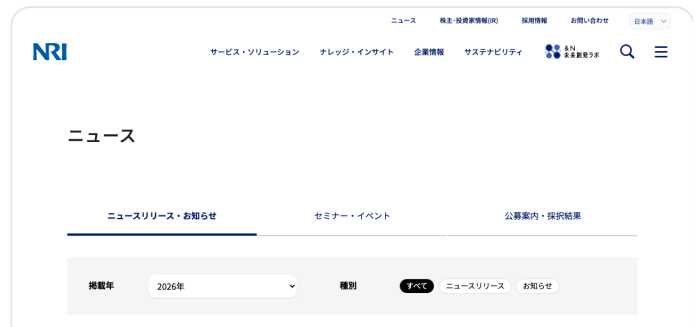 ニュース 株主・投資家情報(IR) 採用情報 お問い合わせ 日本語
NRI サービス・ソリューション ナレッジ・インサイト 企業情報 サステナビリティ &N 未来創発ラボ
ニュース
ニュースリリース・お知らせ セミナー・イベント 公募案内・採択結果
掲載年 2026年 種別 すべて ニュースリリース お知らせ